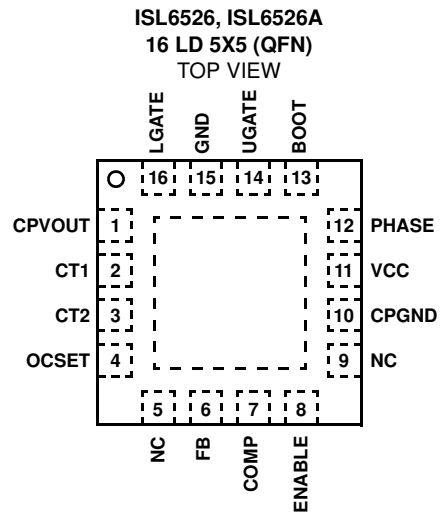 ISL6526, ISL6526A
16 LD 5X5 (QFN)
TOP VIEW
LGATE
GND
UGATE
BOOT
16
15
14
13
CPVOUT 1
12 PHASE
CT1 2
11 VCC
CT2 3
10 CPGND
OCSET 4
9 NC
5
6
7
8
NC
FB
COMP
ENABLE